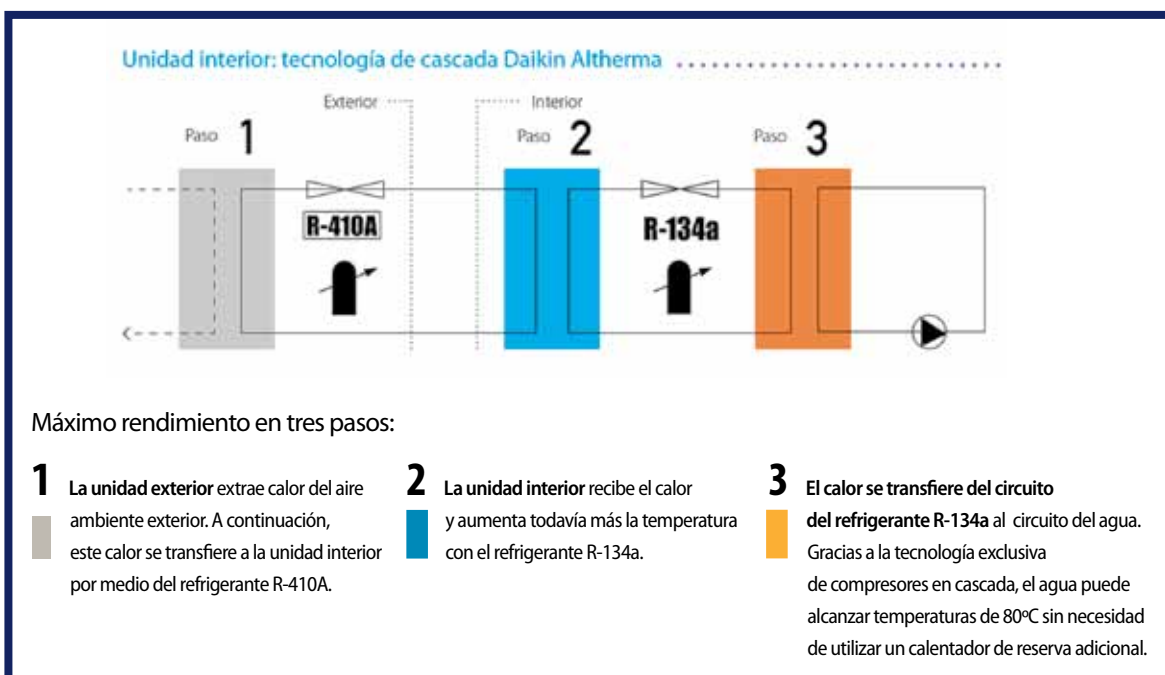 Unidad interior: tecnología de cascada Daikin Altherma
Exterior
Interior
Paso 1
Paso 2
Paso 3
R-410A
R-134a
Máximo rendimiento en tres pasos:
1 La unidad exterior extrae calor del aire
ambiente exterior. A continuación,
este calor se transfiere a la unidad interior
por medio del refrigerante R-410A.
2 La unidad interior recibe el calor
y aumenta todavía más la temperatura
con el refrigerante R-134a.
3 El calor se transfiere del circuito
del refrigerante R-134a al circuito del agua.
Gracias a la tecnología exclusiva
de compresores en cascada, el agua puede
alcanzar temperaturas de 80ºC sin necesidad
de utilizar un calentador de reserva adicional.